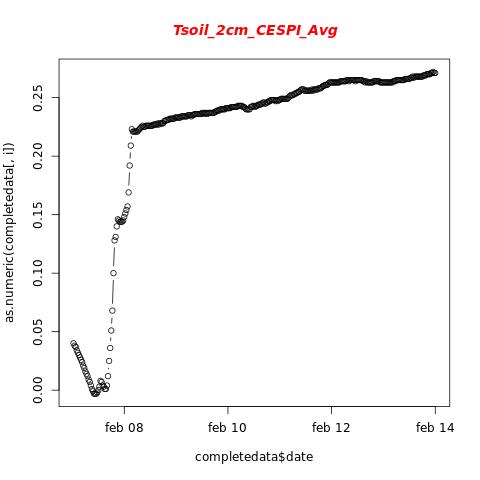 Tsoil_2cm_CESPI_Avg
as.numeric(completedata[, i])
0.25
0.20
0.15
0.10
0.05
0.00
feb 08 feb 10 feb 12 feb 14
completedata$date